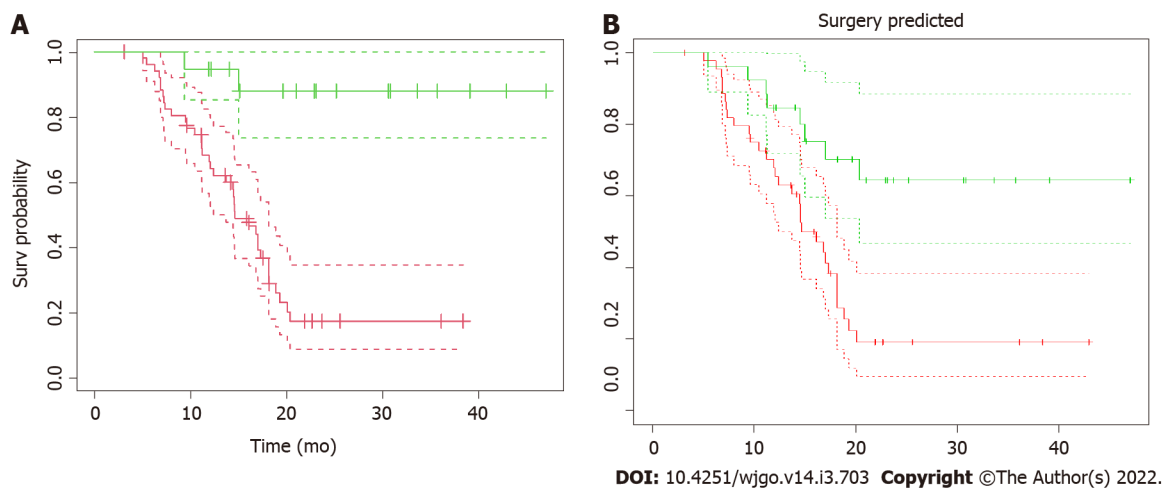 A
B
Surgery predicted
1.0
0.8
0.6
0.4
0.2
0.0
Surv probability
0 10 20 30 40
Time (mo)
1.0
0.8
0.6
0.4
0.2
0.0
0 10 20 30 40
DOI: 10.4251/wjgo.v14.i3.703 Copyright ©The Author(s) 2022.